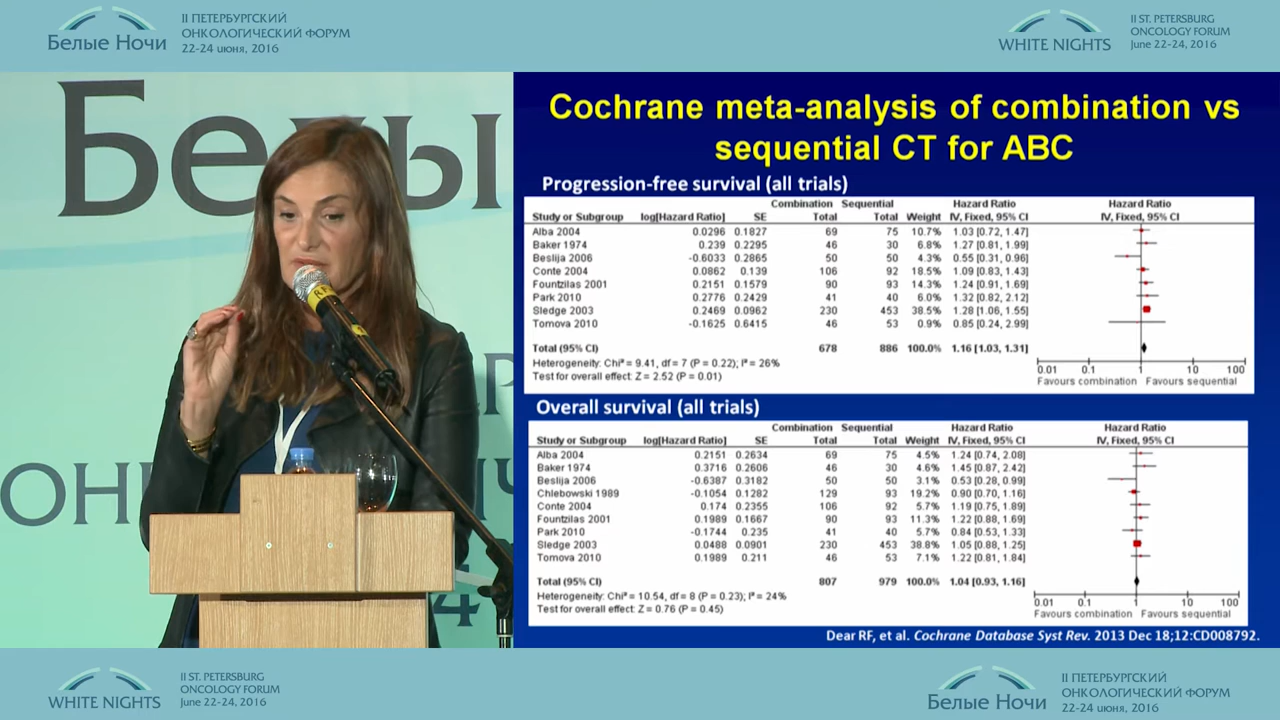 Белые Ночи
II ПЕТЕРБУРГСКИЙ
ОНКОЛОГИЧЕСКИЙ ФОРУМ
22-24 июня, 2016
WHITE NIGHTS
II ST. PETERSBURG
ONCOLOGY FORUM
June 22-24, 2016
Белы
RF
Cochrane meta-analysis of combination vs
sequential CT for ABC
Progression-free survival (all trials)
Combination Sequential Hazard Ratio Hazard Ratio
Study or Subgroup log[Hazard Ratio] SE Total Total Weight IV, Fixed, 95% CI IV, Fixed, 95% CI
Alba 2004 0.0296 0.1827 69 75 10.7% 1.03 [0.72, 1.47]
Baker 1974 0.239 0.2295 46 30 6.8% 1.27 [0.81, 1.99]
Beslija 2006 -0.6033 0.2865 50 50 4.3% 0.55 [0.31, 0.96]
Conte 2004 0.0862 0.139 106 92 18.5% 1.09 [0.83, 1.43]
Fountzilas 2001 0.2151 0.1579 90 93 14.3% 1.24 [0.91, 1.69]
Park 2010 0.2776 0.2429 41 40 6.0% 1.32 [0.82, 2.12]
Sledge 2003 0.2469 0.0962 230 453 38.5% 1.28 [1.06, 1.55]
Tomova 2010 -0.1625 0.6415 46 53 0.9% 0.85 [0.24, 2.99]
Total (95% CI) 678 886 100.0% 1.16 [1.03, 1.31]
Heterogeneity: Chi² = 9.41, df = 7 (P = 0.22); I² = 26%
Test for overall effect: Z = 2.52 (P = 0.01)
0.01 0.1 1 10 100
Favours combination Favours sequential
Overall survival (all trials)
Combination Sequential Hazard Ratio Hazard Ratio
Study or Subgroup log[Hazard Ratio] SE Total Total Weight IV, Fixed, 95% CI IV, Fixed, 95% CI
Alba 2004 0.2151 0.2634 69 75 4.5% 1.24 [0.74, 2.08]
Baker 1974 0.3716 0.2606 46 30 4.6% 1.45 [0.87, 2.42]
Beslija 2006 -0.6387 0.3182 50 50 3.1% 0.53 [0.28, 0.99]
Chlebowski 1989 -0.1054 0.1282 129 93 19.2% 0.90 [0.70, 1.16]
Conte 2004 0.174 0.2355 106 92 5.7% 1.19 [0.75, 1.89]
Fountzilas 2001 0.1989 0.1667 90 93 11.3% 1.22 [0.88, 1.69]
Park 2010 -0.1744 0.235 41 40 5.7% 0.84 [0.53, 1.33]
Sledge 2003 0.0488 0.0901 230 453 38.8% 1.05 [0.88, 1.25]
Tomova 2010 0.1989 0.211 46 53 7.1% 1.22 [0.81, 1.84]
Total (95% CI) 807 979 100.0% 1.04 [0.93, 1.16]
Heterogeneity: Chi² = 10.54, df = 8 (P = 0.23); I² = 24%
Test for overall effect: Z = 0.76 (P = 0.45)
0.01 0.1 1 10 100
Favours combination Favours sequential
Dear RF, et al. Cochrane Database Syst Rev. 2013 Dec 18;12:CD008792.
WHITE NIGHTS
II ST. PETERSBURG
ONCOLOGY FORUM
June 22-24, 2016
Белые Ночи
II ПЕТЕРБУРГСКИЙ
ОНКОЛОГИЧЕСКИЙ ФОРУМ
22-24 июня, 2016